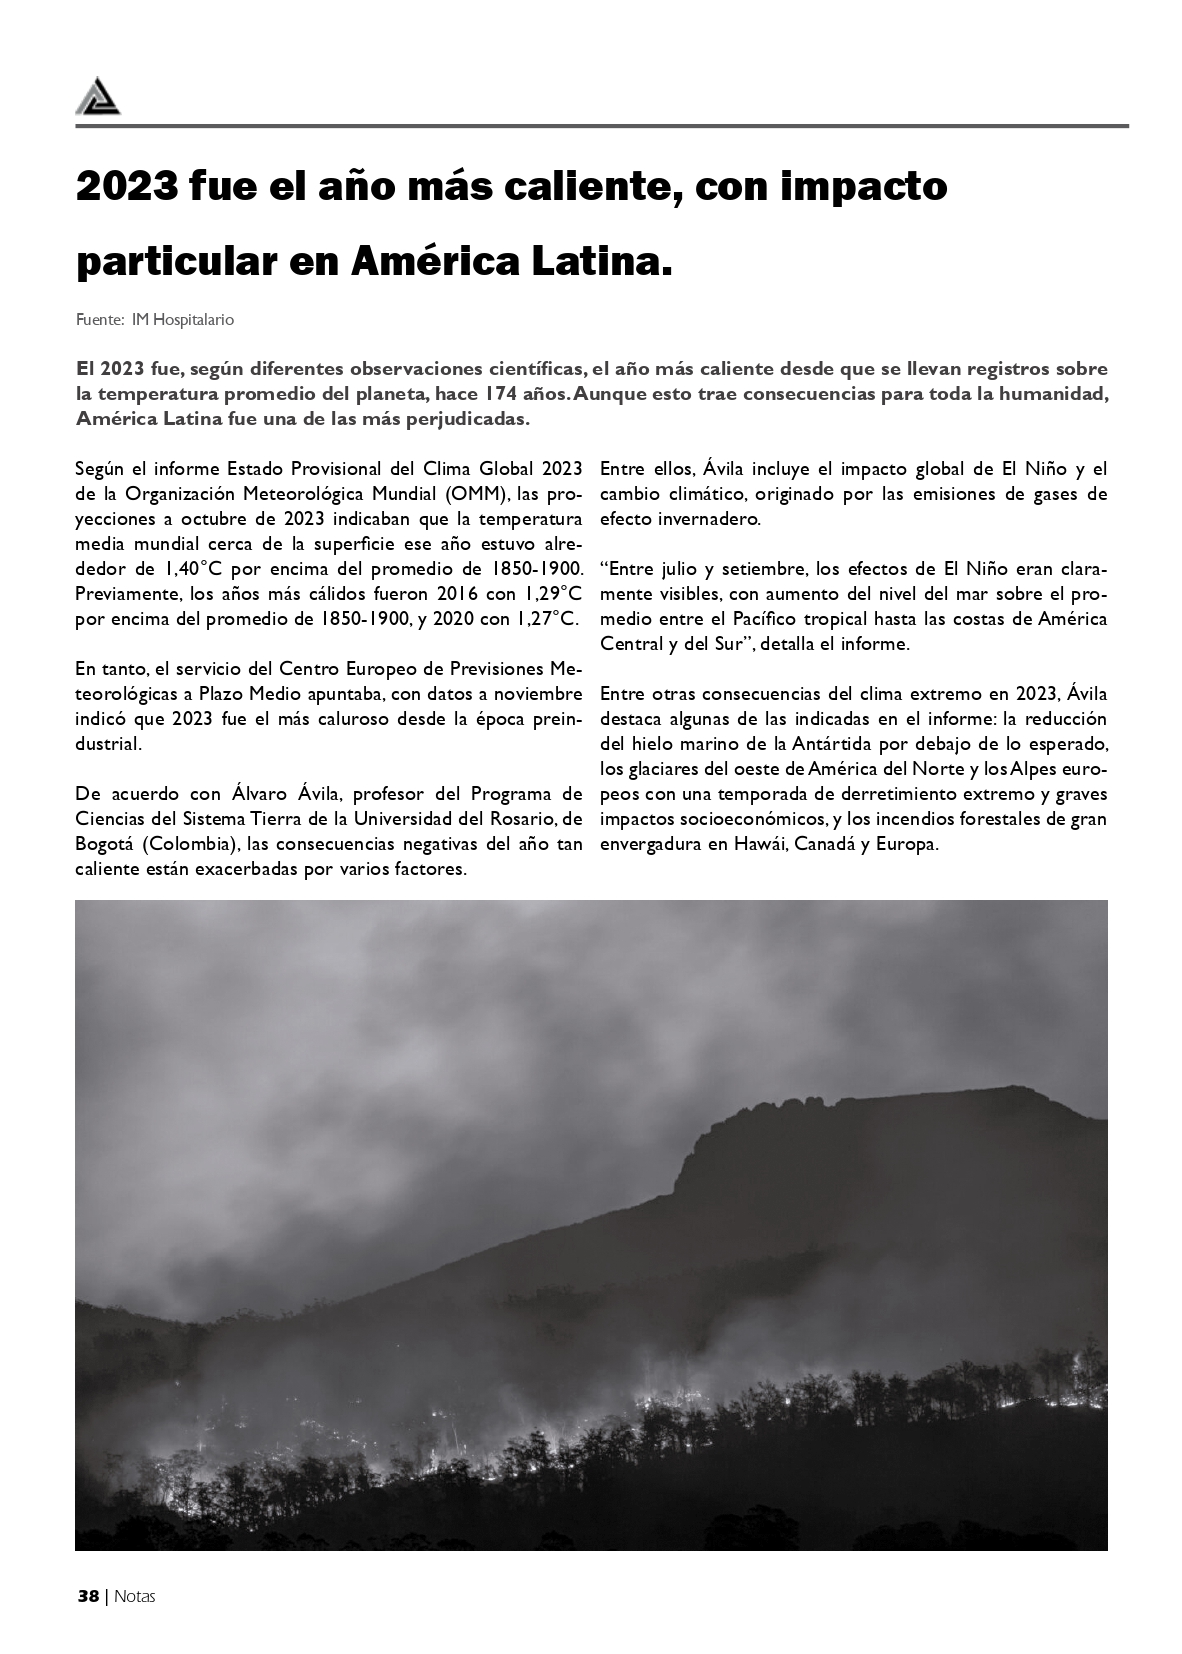 2023 fue el año más caliente, con impacto
particular en América Latina.
Fuente: IM Hospitalario
El 2023 fue, según diferentes observaciones científicas, el año más caliente desde que se llevan registros sobre
la temperatura promedio del planeta, hace 174 años. Aunque esto trae consecuencias para toda la humanidad,
América Latina fue una de las más perjudicadas.
Según el informe Estado Provisional del Clima Global 2023
de la Organización Meteorológica Mundial (OMM), las pro-
yecciones a octubre de 2023 indicaban que la temperatura
media mundial cerca de la superficie ese año estuvo alre-
dedor de 1,40°C por encima del promedio de 1850-1900.
Previamente, los años más cálidos fueron 2016 con 1,29°C
por encima del promedio de 1850-1900, y 2020 con 1,27°C.
En tanto, el servicio del Centro Europeo de Previsiones Me-
teorológicas a Plazo Medio apuntaba, con datos a noviembre
indicó que 2023 fue el más caluroso desde la época prein-
dustrial.
De acuerdo con Álvaro Ávila, profesor del Programa de
Ciencias del Sistema Tierra de la Universidad del Rosario, de
Bogotá (Colombia), las consecuencias negativas del año tan
caliente están exacerbadas por varios factores.
Entre ellos, Ávila incluye el impacto global de El Niño y el
cambio climático, originado por las emisiones de gases de
efecto invernadero.
“Entre julio y setiembre, los efectos de El Niño eran clara-
mente visibles, con aumento del nivel del mar sobre el pro-
medio entre el Pacífico tropical hasta las costas de América
Central y del Sur”, detalla el informe.
Entre otras consecuencias del clima extremo en 2023, Ávila
destaca algunas de las indicadas en el informe: la reducción
del hielo marino de la Antártida por debajo de lo esperado,
los glaciares del oeste de América del Norte y los Alpes euro-
peos con una temporada de derretimiento extremo y graves
impactos socioeconómicos, y los incendios forestales de gran
envergadura en Hawái, Canadá y Europa.
38 | Notas